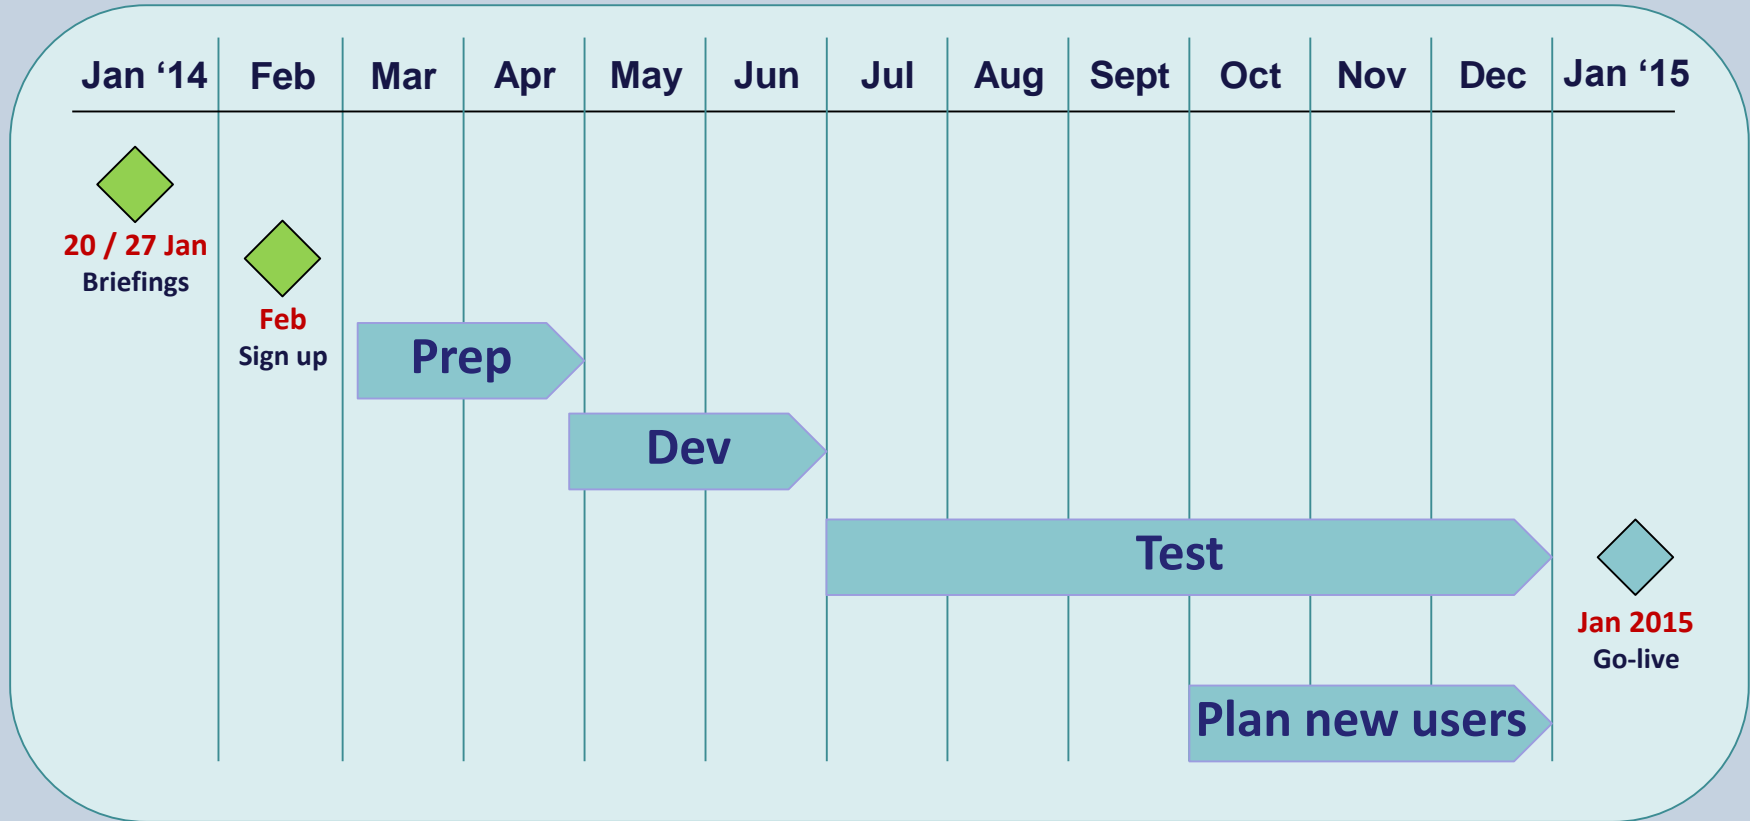 Jan ‘14 Feb Mar Apr May Jun Jul Aug Sept Oct Nov Dec Jan ‘15
20 / 27 Jan
Briefings
Feb
Sign up
Prep
Dev
Test
Jan 2015
Go-live
Plan new users